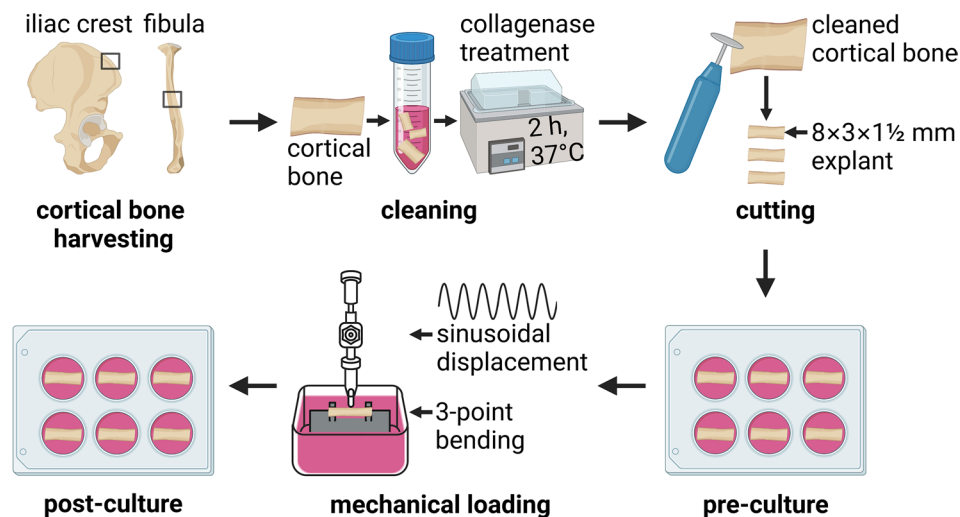 iliac crest fibula
cortical bone
harvesting
cortical
bone
collagenase
treatment
2 h,
37°C
cleaning
cleaned
cortical bone
8×3×1½ mm
explant
cutting
sinusoidal
displacement
3-point
bending
post-culture
mechanical loading
pre-culture